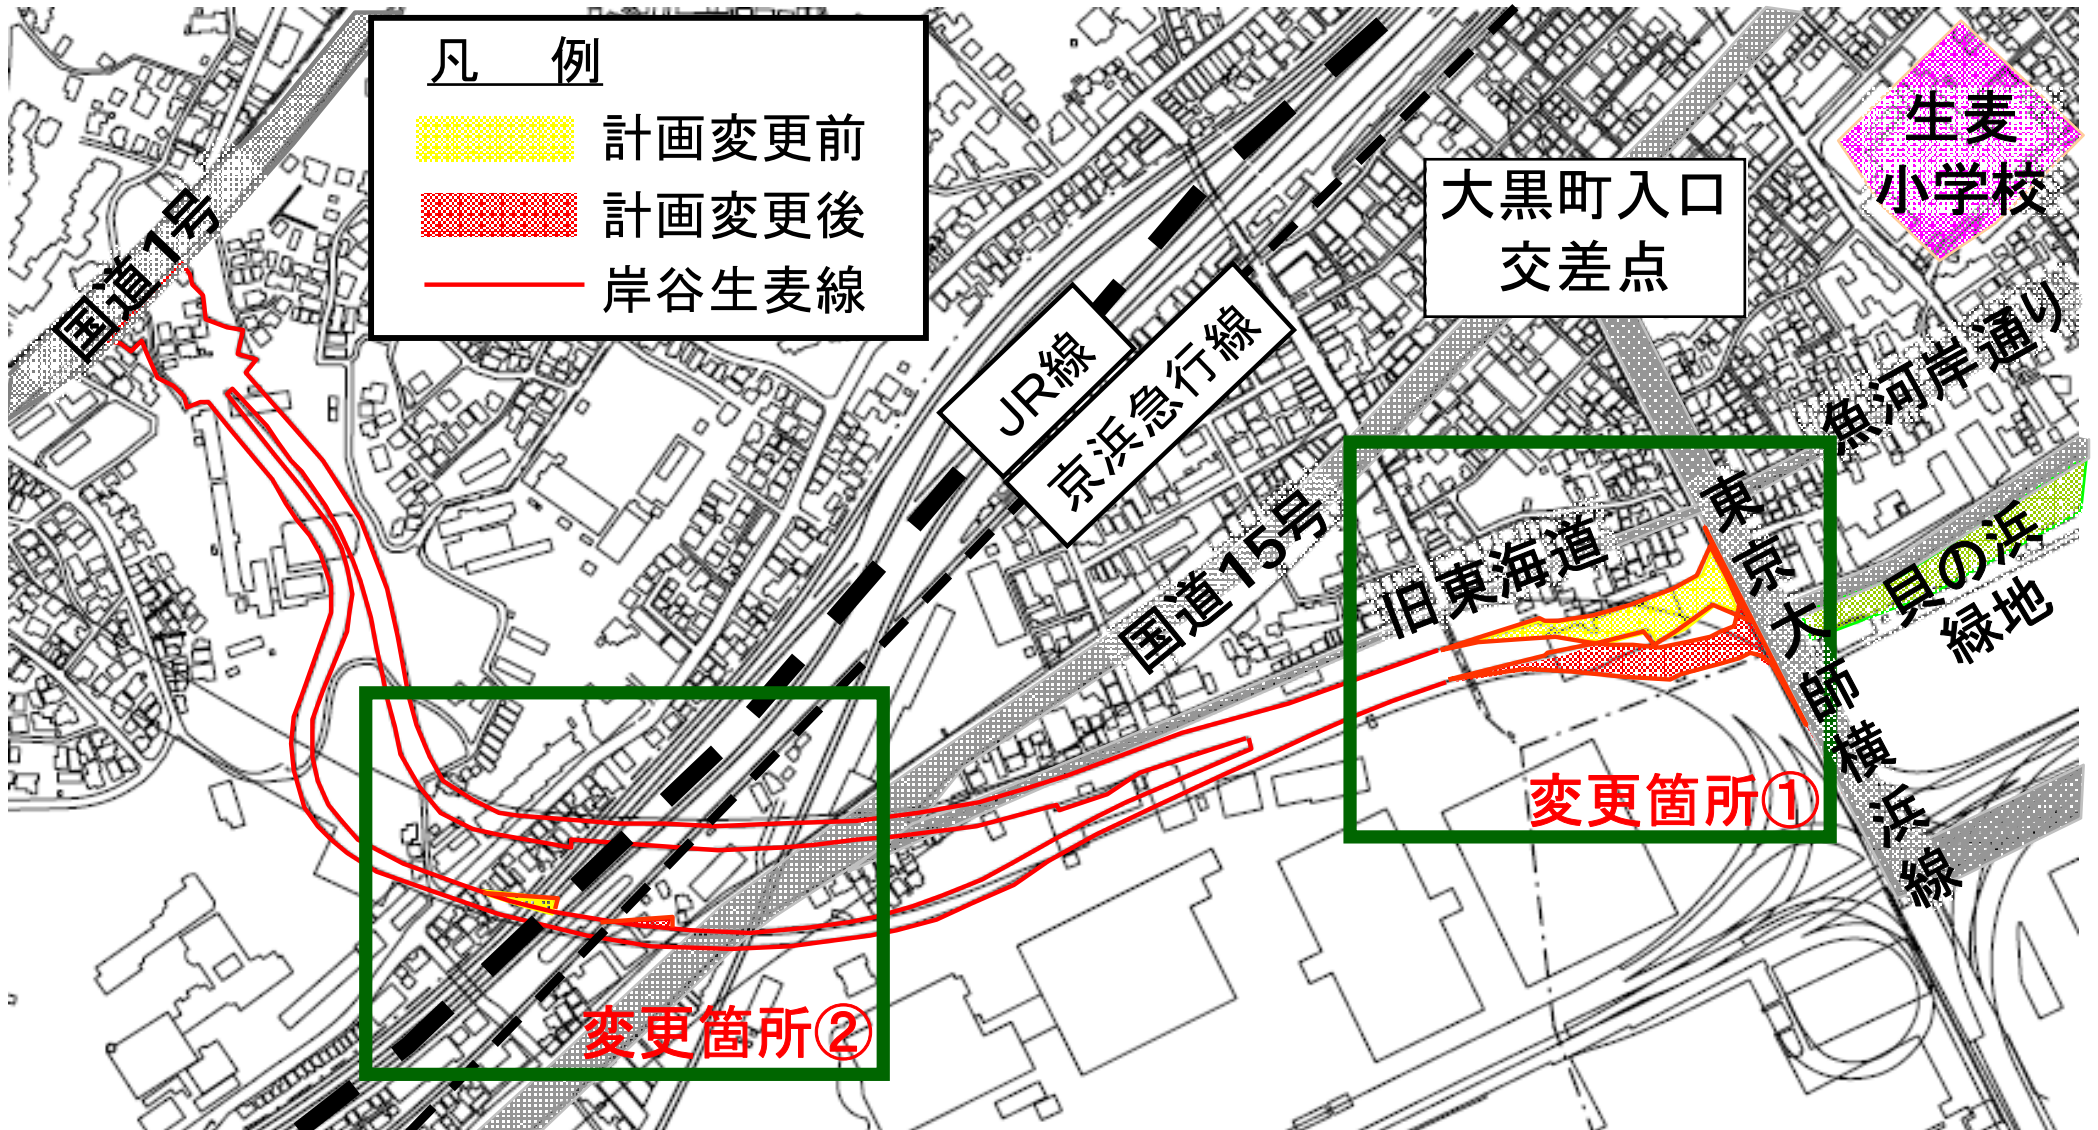 凡　例
計画変更前
計画変更後
岸谷生麦線
国道1号
JR線
京浜急行線
大黒町入口
交差点
生麦
小学校
魚河岸通り
国道15号
旧東海道
東京大師横浜線
貝の浜
緑地
変更箇所①
変更箇所②